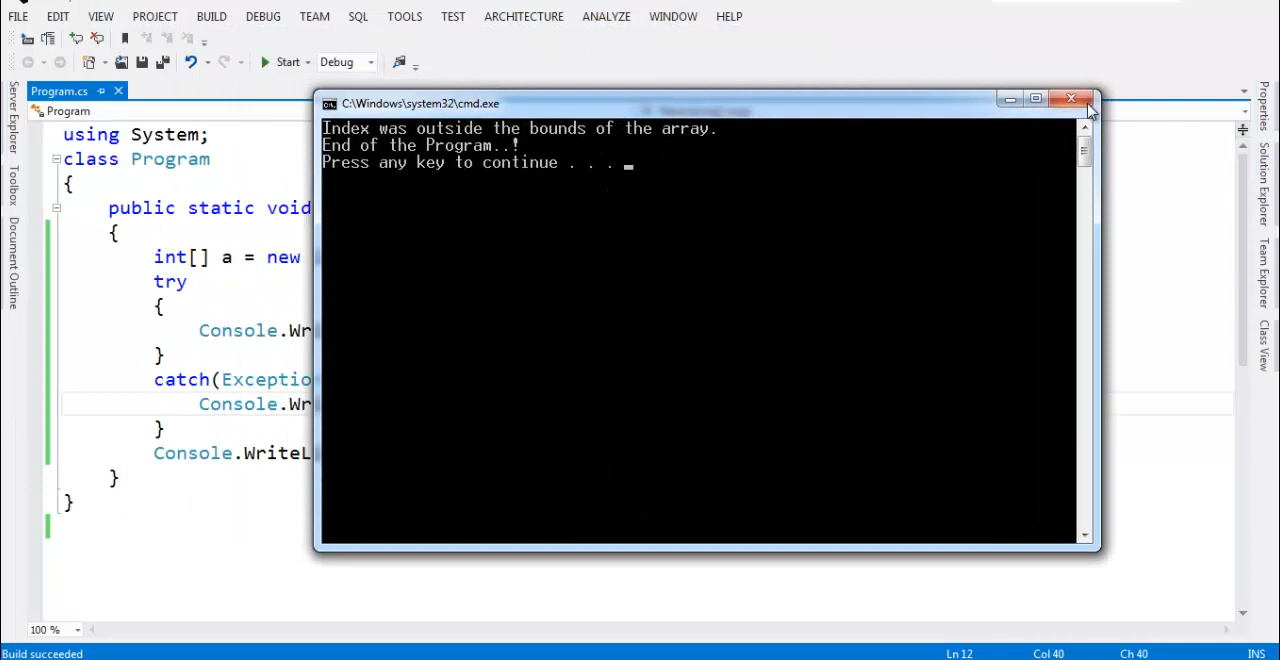 FILE EDIT VIEW PROJECT BUILD DEBUG TEAM SQL TOOLS TEST ARCHITECTURE ANALYZE WINDOW HELP
Start Debug
Program.cs
Program
Server Explorer
Toolbox
Document Outline
using System;
class Program
{
public static void
{
int[] a = new
try
{
Console.Wr
}
catch(Exceptio
Console.Wr
}
Console.WriteL
}
}
C:\Windows\system32\cmd.exe
Index was outside the bounds of the array.
End of the Program..!
Press any key to continue . . .
Properties
Solution Explorer
Team Explorer
Class View
100 %
Build succeeded Ln 12 Col 40 Ch 40 INS